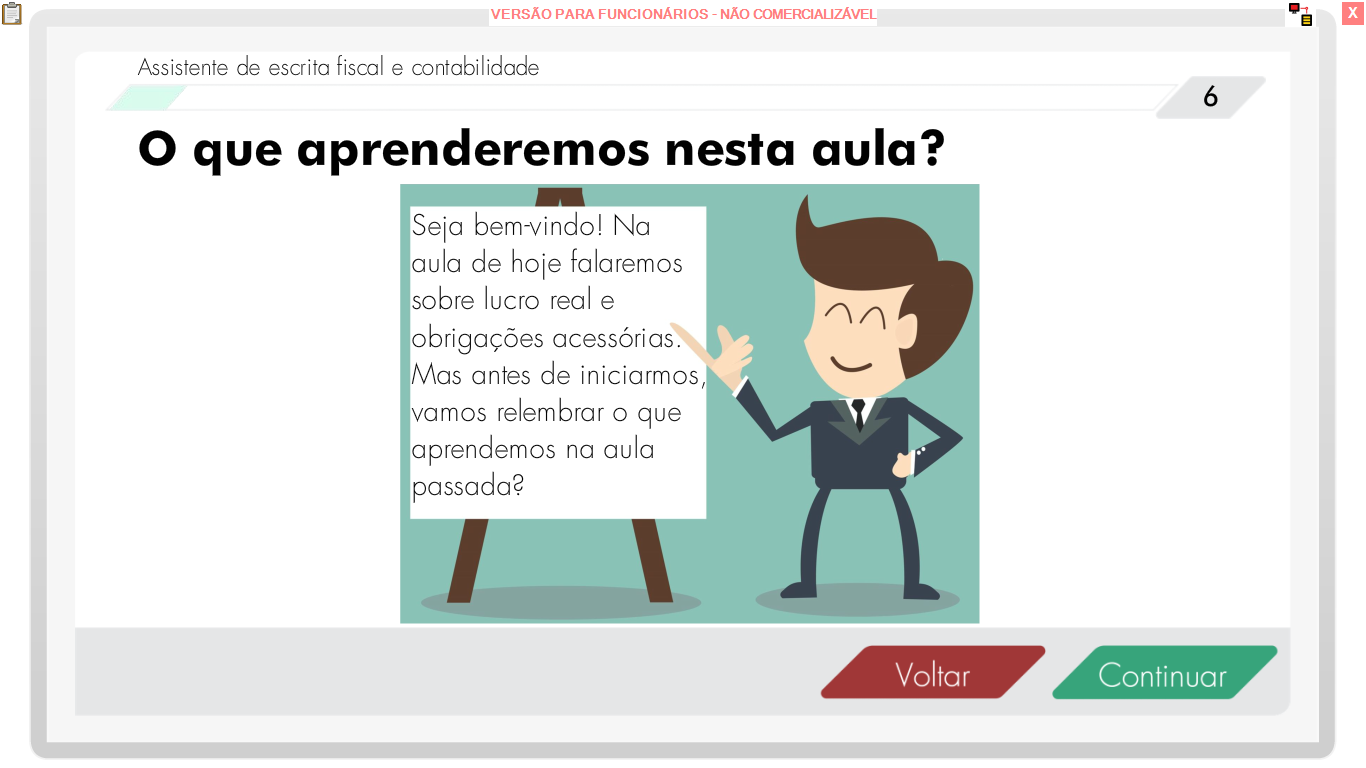 VERSÃO PARA FUNCIONÁRIOS - NÃO COMERCIALIZÁVEL
X
Assistente de escrita fiscal e contabilidade
6
O que aprenderemos nesta aula?
Seja bem-vindo! Na
aula de hoje falaremos
sobre lucro real e
obrigações acessórias.
Mas antes de iniciarmos,
vamos relembrar o que
aprendemos na aula
passada?
Voltar
Continuar